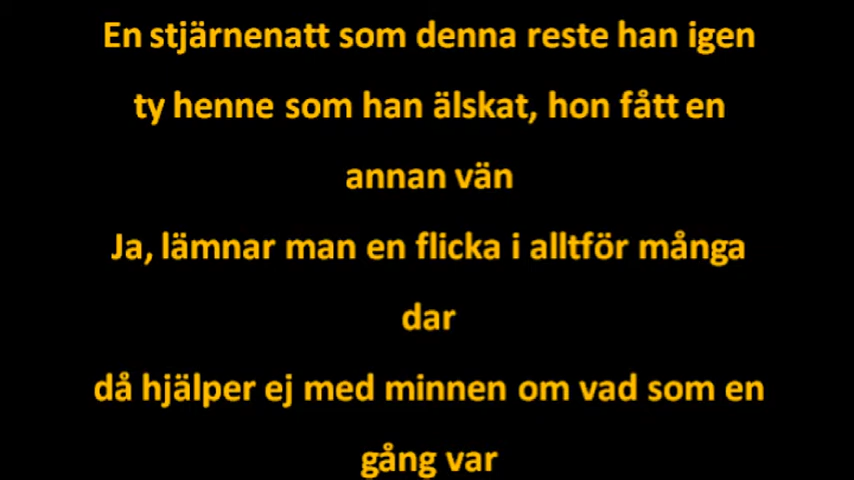 En stjärnenatt som denna reste han igen
ty henne som han älskat, hon fått en
annan vän
Ja, lämnar man en flicka i alltför många
dar
då hjälper ej med minnen om vad som en
gång var